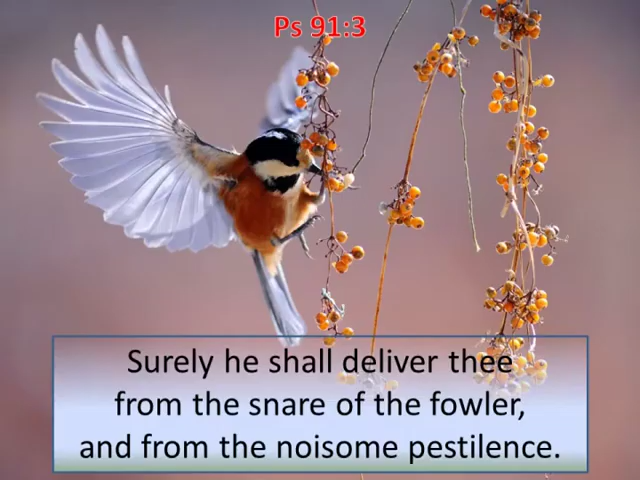 Ps 91:3
Surely he shall deliver thee
from the snare of the fowler,
and from the noisome pestilence.